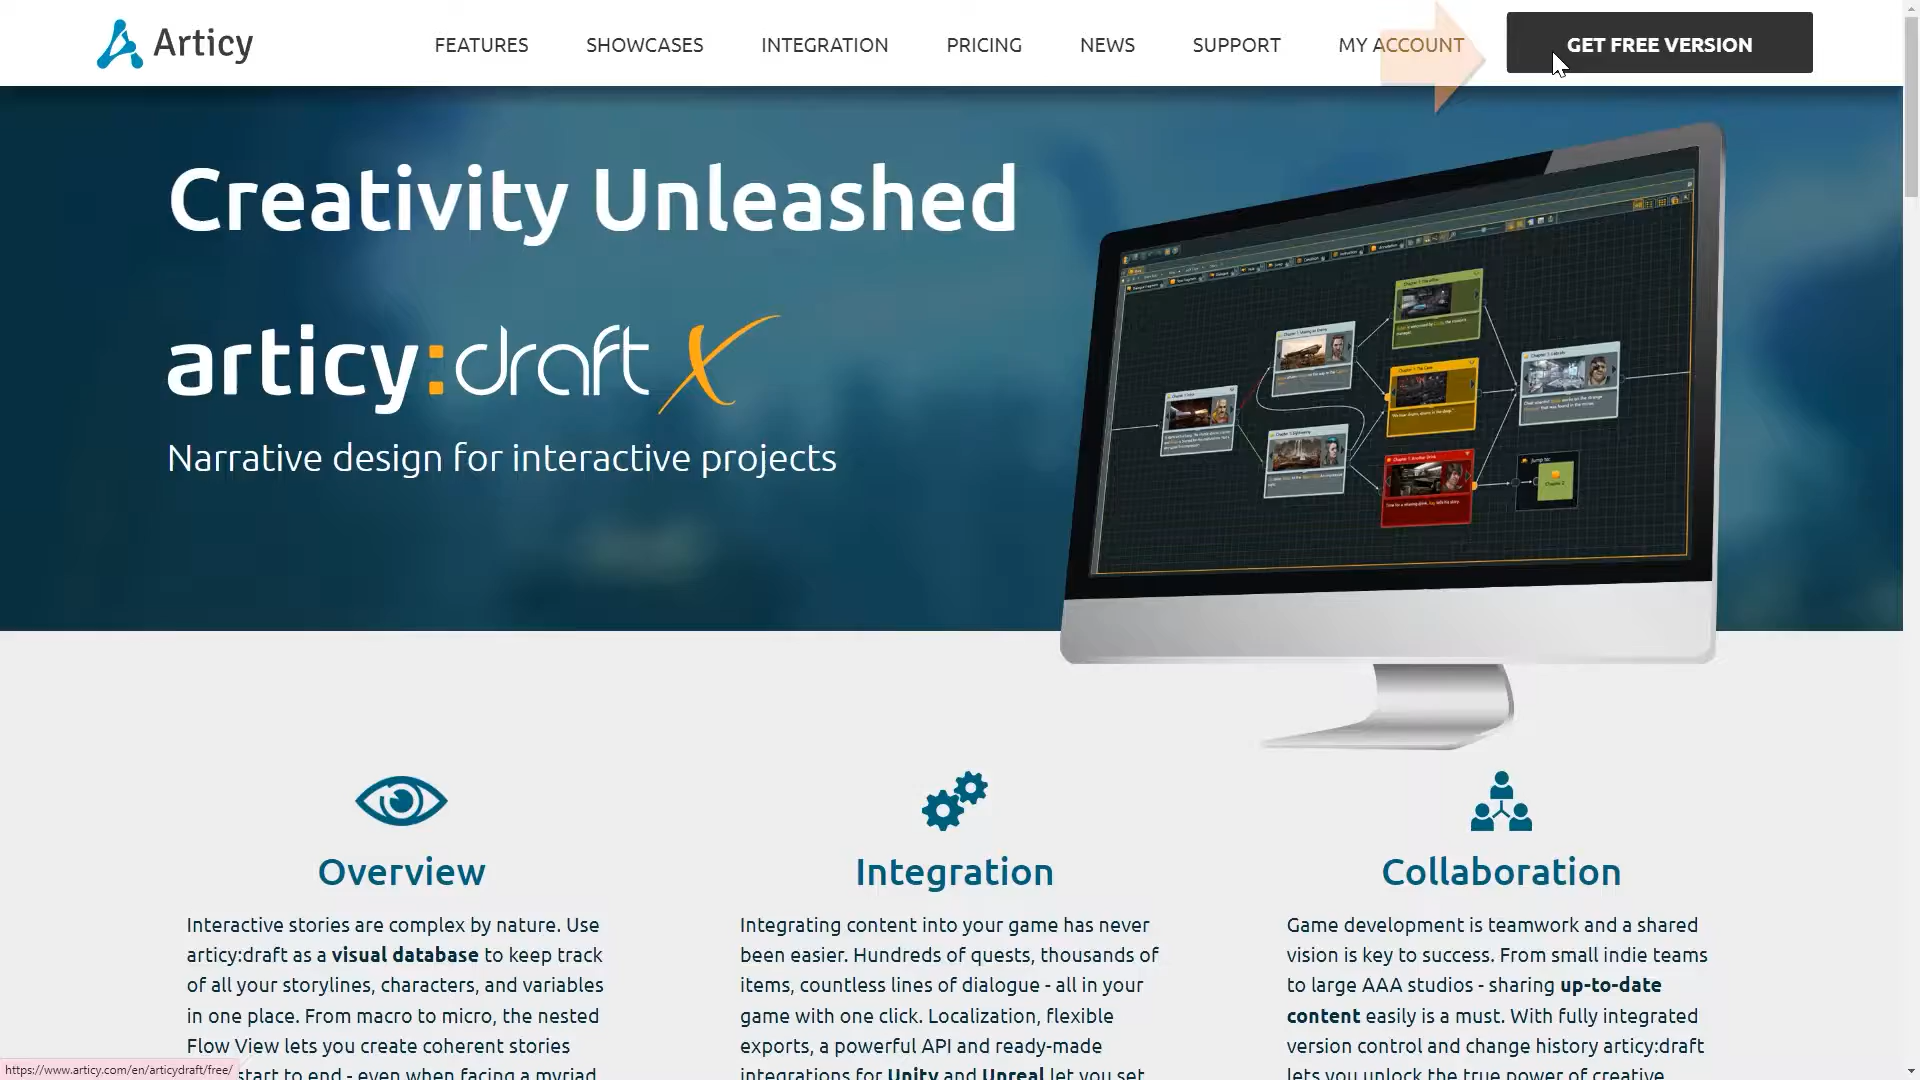 Articy
FEATURES
SHOWCASES
INTEGRATION
PRICING
NEWS
SUPPORT
MY ACCOUNT
GET FREE VERSION
Creativity Unleashed
articy:draft X
Narrative design for interactive projects
Overview
Interactive stories are complex by nature. Use
articy:draft as a visual database to keep track
of all your storylines, characters, and variables
in one place. From macro to micro, the nested
Flow View lets you create coherent stories
start to end - even when facing a myriad
Integration
Integrating content into your game has never
been easier. Hundreds of quests, thousands of
items, countless lines of dialogue - all in your
game with one click. Localization, flexible
exports, a powerful API and ready-made
integrations for Unity and Unreal let you set
Collaboration
Game development is teamwork and a shared
vision is key to success. From small indie teams
to large AAA studios - sharing up-to-date
content easily is a must. With fully integrated
version control and change history articy:draft
lets you unlock the true power of creative
https://www.articy.com/en/articydraft/free/